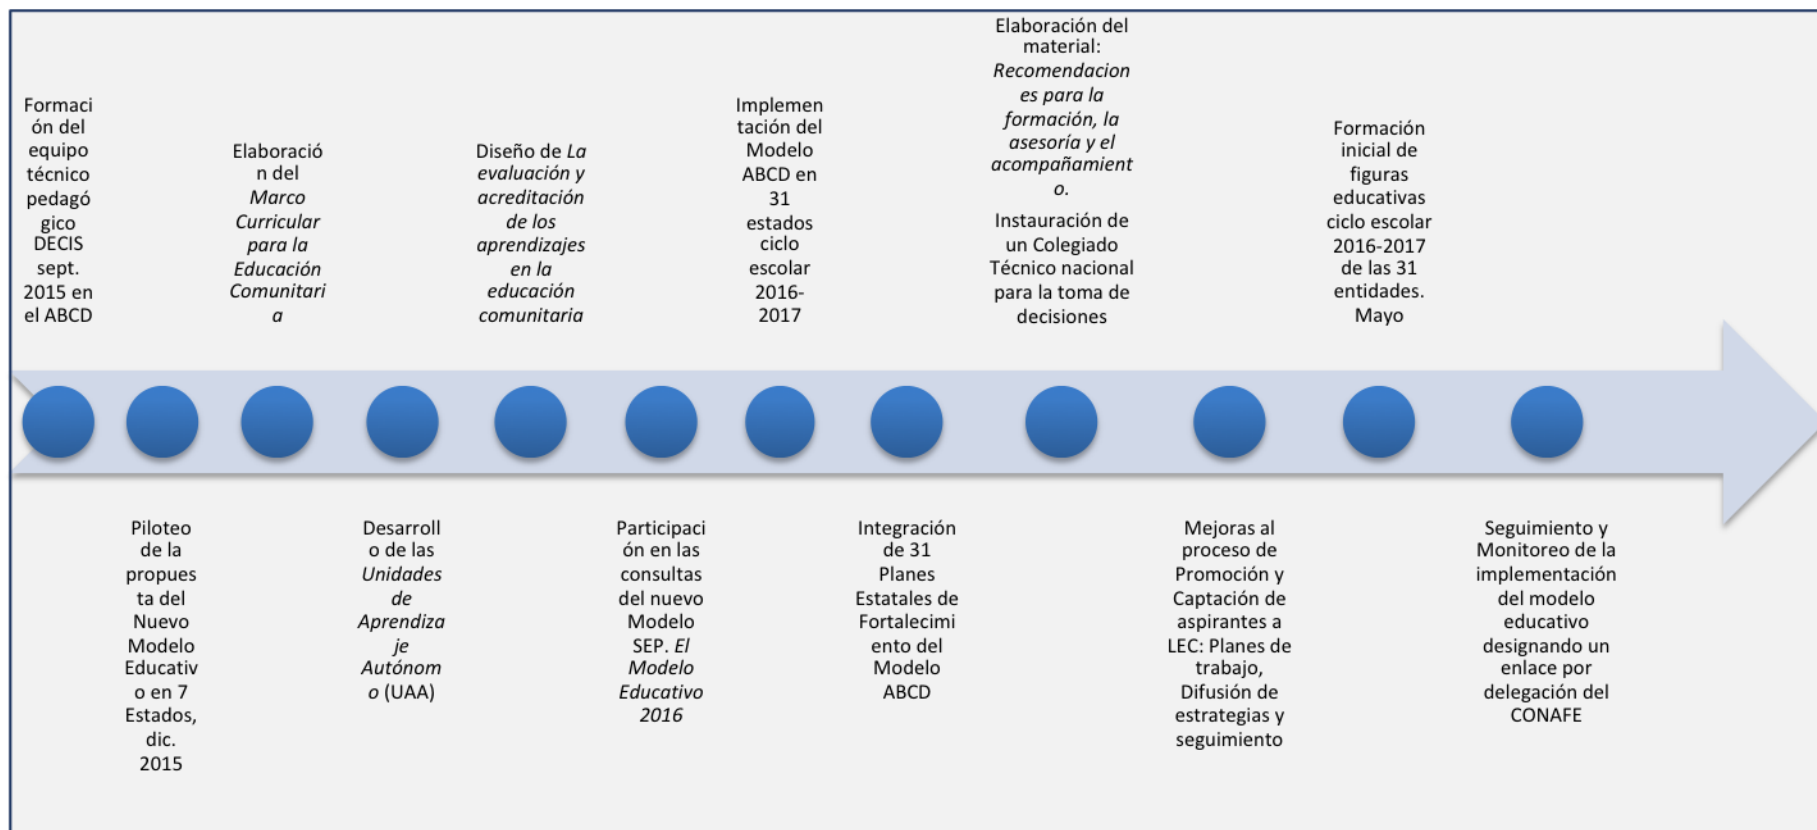 Formaci
ón del
equipo
técnico
pedagó
gico
DECIS
sept.
2015 en
el ABCD
Piloteo
de la
propues
ta del
Nuevo
Modelo
Educativ
o en 7
Estados,
dic.
2015
Elaboració
n del
Marco
Curricular
para la
Educación
Comunitari
a
Desarroll
o de las
Unidades
de
Aprendiza
je
Autónom
o (UAA)
Diseño de La
evaluación y
acreditación
de los
aprendizajes
en la
educación
comunitaria
Participaci
ón en las
consultas
del nuevo
Modelo
SEP. El
Modelo
Educativo
2016
Implemen
tación del
Modelo
ABCD en
31
estados
ciclo
escolar
2016-
2017
Integración
de 31
Planes
Estatales de
Fortalecimi
ento del
Modelo
ABCD
Elaboración del
material:
Recomendacion
es para la
formación, la
asesoría y el
acompañamient
o.
Instauración de
un Colegiado
Técnico nacional
para la toma de
decisiones
Mejoras al
proceso de
Promoción y
Captación de
aspirantes a
LEC: Planes de
trabajo,
Difusión de
estrategias y
seguimiento
Formación
inicial de
figuras
educativas
ciclo escolar
2016-2017
de las 31
entidades.
Mayo
Seguimiento y
Monitoreo de la
implementación
del modelo
educativo
designando un
enlace por
delegación del
CONAFE